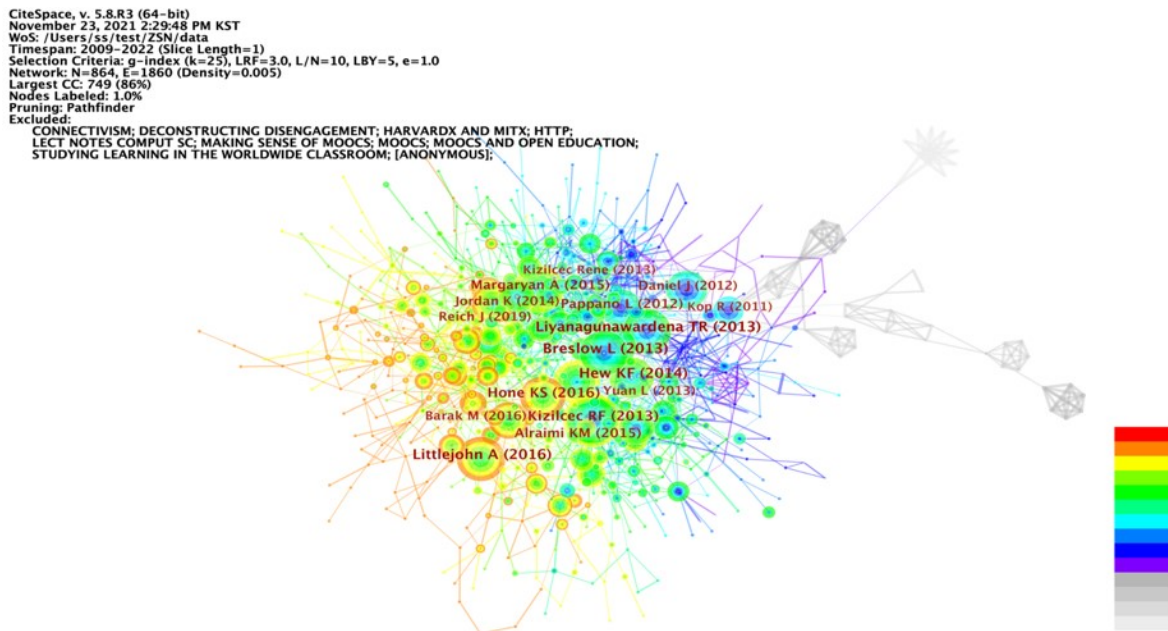 CiteSpace, v. 5.8.R3 (64-bit)
November 23, 2021 2:29:48 PM KST
WoS: /Users/ss/test/ZSN/data
Timespan: 2009-2022 (Slice Length=1)
Selection Criteria: g-index (k=25), LRF=3.0, L/N=10, LBY=5, e=1.0
Network: N=864, E=1860 (Density=0.005)
Largest CC: 749 (86%)
Nodes Labeled: 1.0%
Pruning: Pathfinder
Excluded:
CONNECTIVISM; DECONSTRUCTING DISENGAGEMENT; HARVARDX AND MITX; HTTP;
LECT NOTES COMPUT SC; MAKING SENSE OF MOOCS; MOOCS; MOOCS AND OPEN EDUCATION;
STUDYING LEARNING IN THE WORLDWIDE CLASSROOM; [ANONYMOUS];
Kizilcec Rene (2013)
Margaryan A (2015)
Daniel J (2012)
Jordan K (2014)
Pappano L (2012)
Kop R (2011)
Reich J (2019)
Liyanagunawardena TR (2013)
Breslow L (2013)
Hew KF (2014)
Hone KS (2016)
Yuan L (2013)
Barak M (2016)
Kizilcec RF (2013)
Alraimi KM (2015)
Littlejohn A (2016)